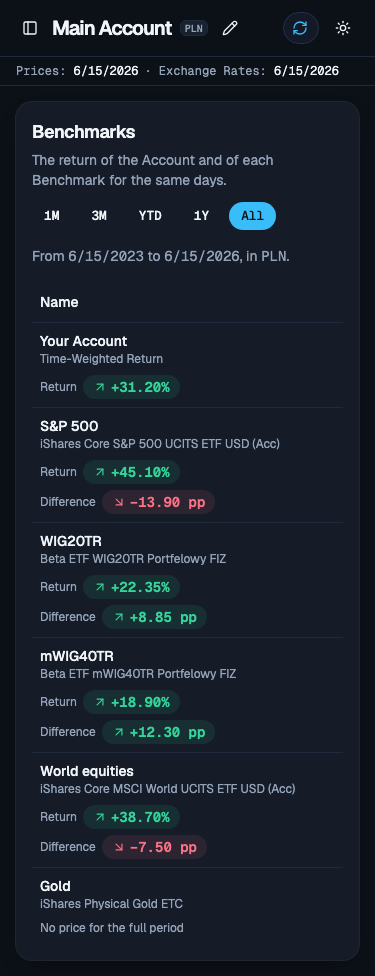 Main Account PLN
Prices: 6/15/2026 · Exchange Rates: 6/15/2026
Benchmarks
The return of the Account and of each
Benchmark for the same days.
1M 3M YTD 1Y All
From 6/15/2023 to 6/15/2026, in PLN.
Name
Your Account
Time-Weighted Return
Return +31.20%
S&P 500
iShares Core S&P 500 UCITS ETF USD (Acc)
Return +45.10%
Difference -13.90 pp
WIG20TR
Beta ETF WIG20TR Portfelowy FIZ
Return +22.35%
Difference +8.85 pp
mWIG40TR
Beta ETF mWIG40TR Portfelowy FIZ
Return +18.90%
Difference +12.30 pp
World equities
iShares Core MSCI World UCITS ETF USD (Acc)
Return +38.70%
Difference -7.50 pp
Gold
iShares Physical Gold ETC
No price for the full period